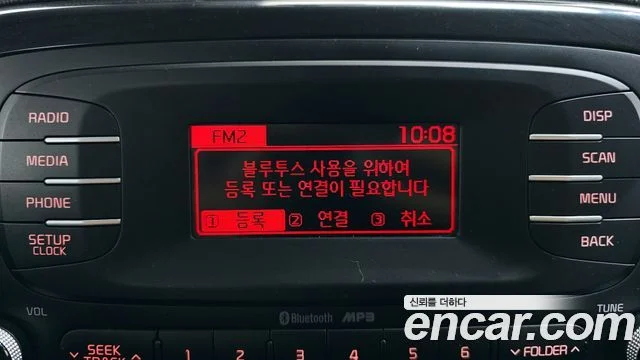 RADIO
MEDIA
PHONE
SETUP
CLOCK
FM2 10:08
블루투스 사용을 위하여
등록 또는 연결이 필요합니다
1 등록 2 연결 3 취소
DISP
SCAN
MENU
BACK
VOL
Bluetooth MP3
TUNE
SEEK
TRACK
1 2 3 4 5 6
FOLDER
신뢰를 더하다
encar.com